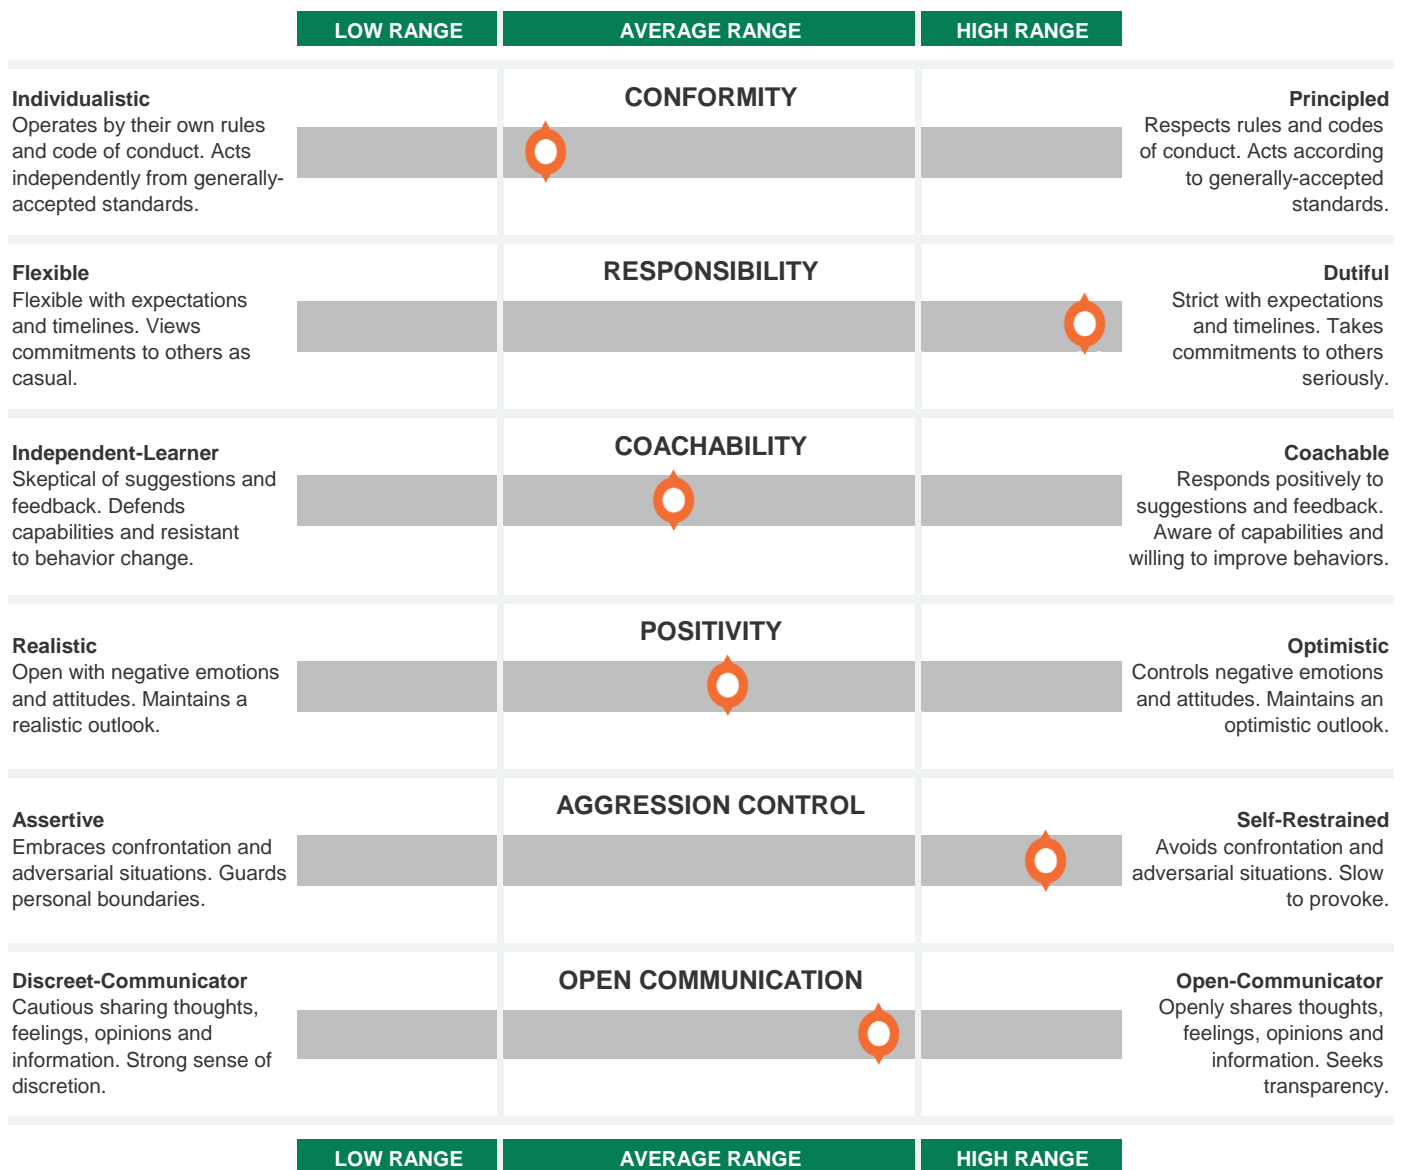 LOW RANGE AVERAGE RANGE HIGH RANGE
CONFORMITY
Individualistic
Operates by their own rules
and code of conduct. Acts
independently from generally-
accepted standards.
Principled
Respects rules and codes
of conduct. Acts according
to generally-accepted
standards.
RESPONSIBILITY
Flexible
Flexible with expectations
and timelines. Views
commitments to others as
casual.
Dutiful
Strict with expectations
and timelines. Takes
commitments to others
seriously.
COACHABILITY
Independent-Learner
Skeptical of suggestions and
feedback. Defends
capabilities and resistant
to behavior change.
Coachable
Responds positively to
suggestions and feedback.
Aware of capabilities and
willing to improve behaviors.
POSITIVITY
Realistic
Open with negative emotions
and attitudes. Maintains a
realistic outlook.
Optimistic
Controls negative emotions
and attitudes. Maintains an
optimistic outlook.
AGGRESSION CONTROL
Assertive
Embraces confrontation and
adversarial situations. Guards
personal boundaries.
Self-Restrained
Avoids confrontation and
adversarial situations. Slow
to provoke.
OPEN COMMUNICATION
Discreet-Communicator
Cautious sharing thoughts,
feelings, opinions and
information. Strong sense of
discretion.
Open-Communicator
Openly shares thoughts,
feelings, opinions and
information. Seeks
transparency.
LOW RANGE AVERAGE RANGE HIGH RANGE